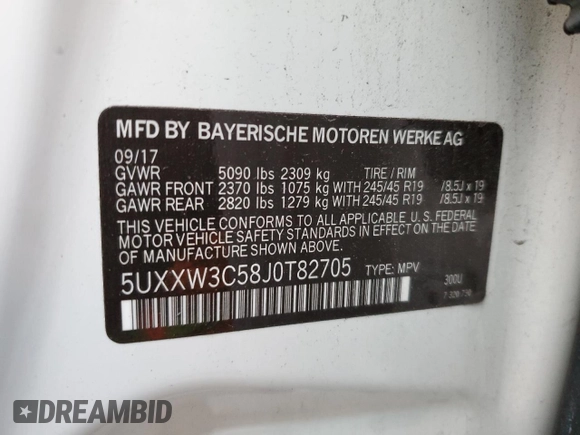 MFD BY BAYERISCHE MOTOREN WERKE AG
09/17
GVWR 5090 lbs 2309 kg TIRE / RIM
GAWR FRONT 2370 lbs 1075 kg WITH 245/45 R19 /8.5J x 19
GAWR REAR 2820 lbs 1279 kg WITH 245/45 R19 /8.5J x 19
THIS VEHICLE CONFORMS TO ALL APPLICABLE U.S. FEDERAL
MOTOR VEHICLE SAFETY STANDARDS IN EFFECT ON THE DATE
OF MANUFACTURE SHOWN ABOVE.
5UXXW3C58J0T82705 TYPE: MPV 300U
DREAMBID